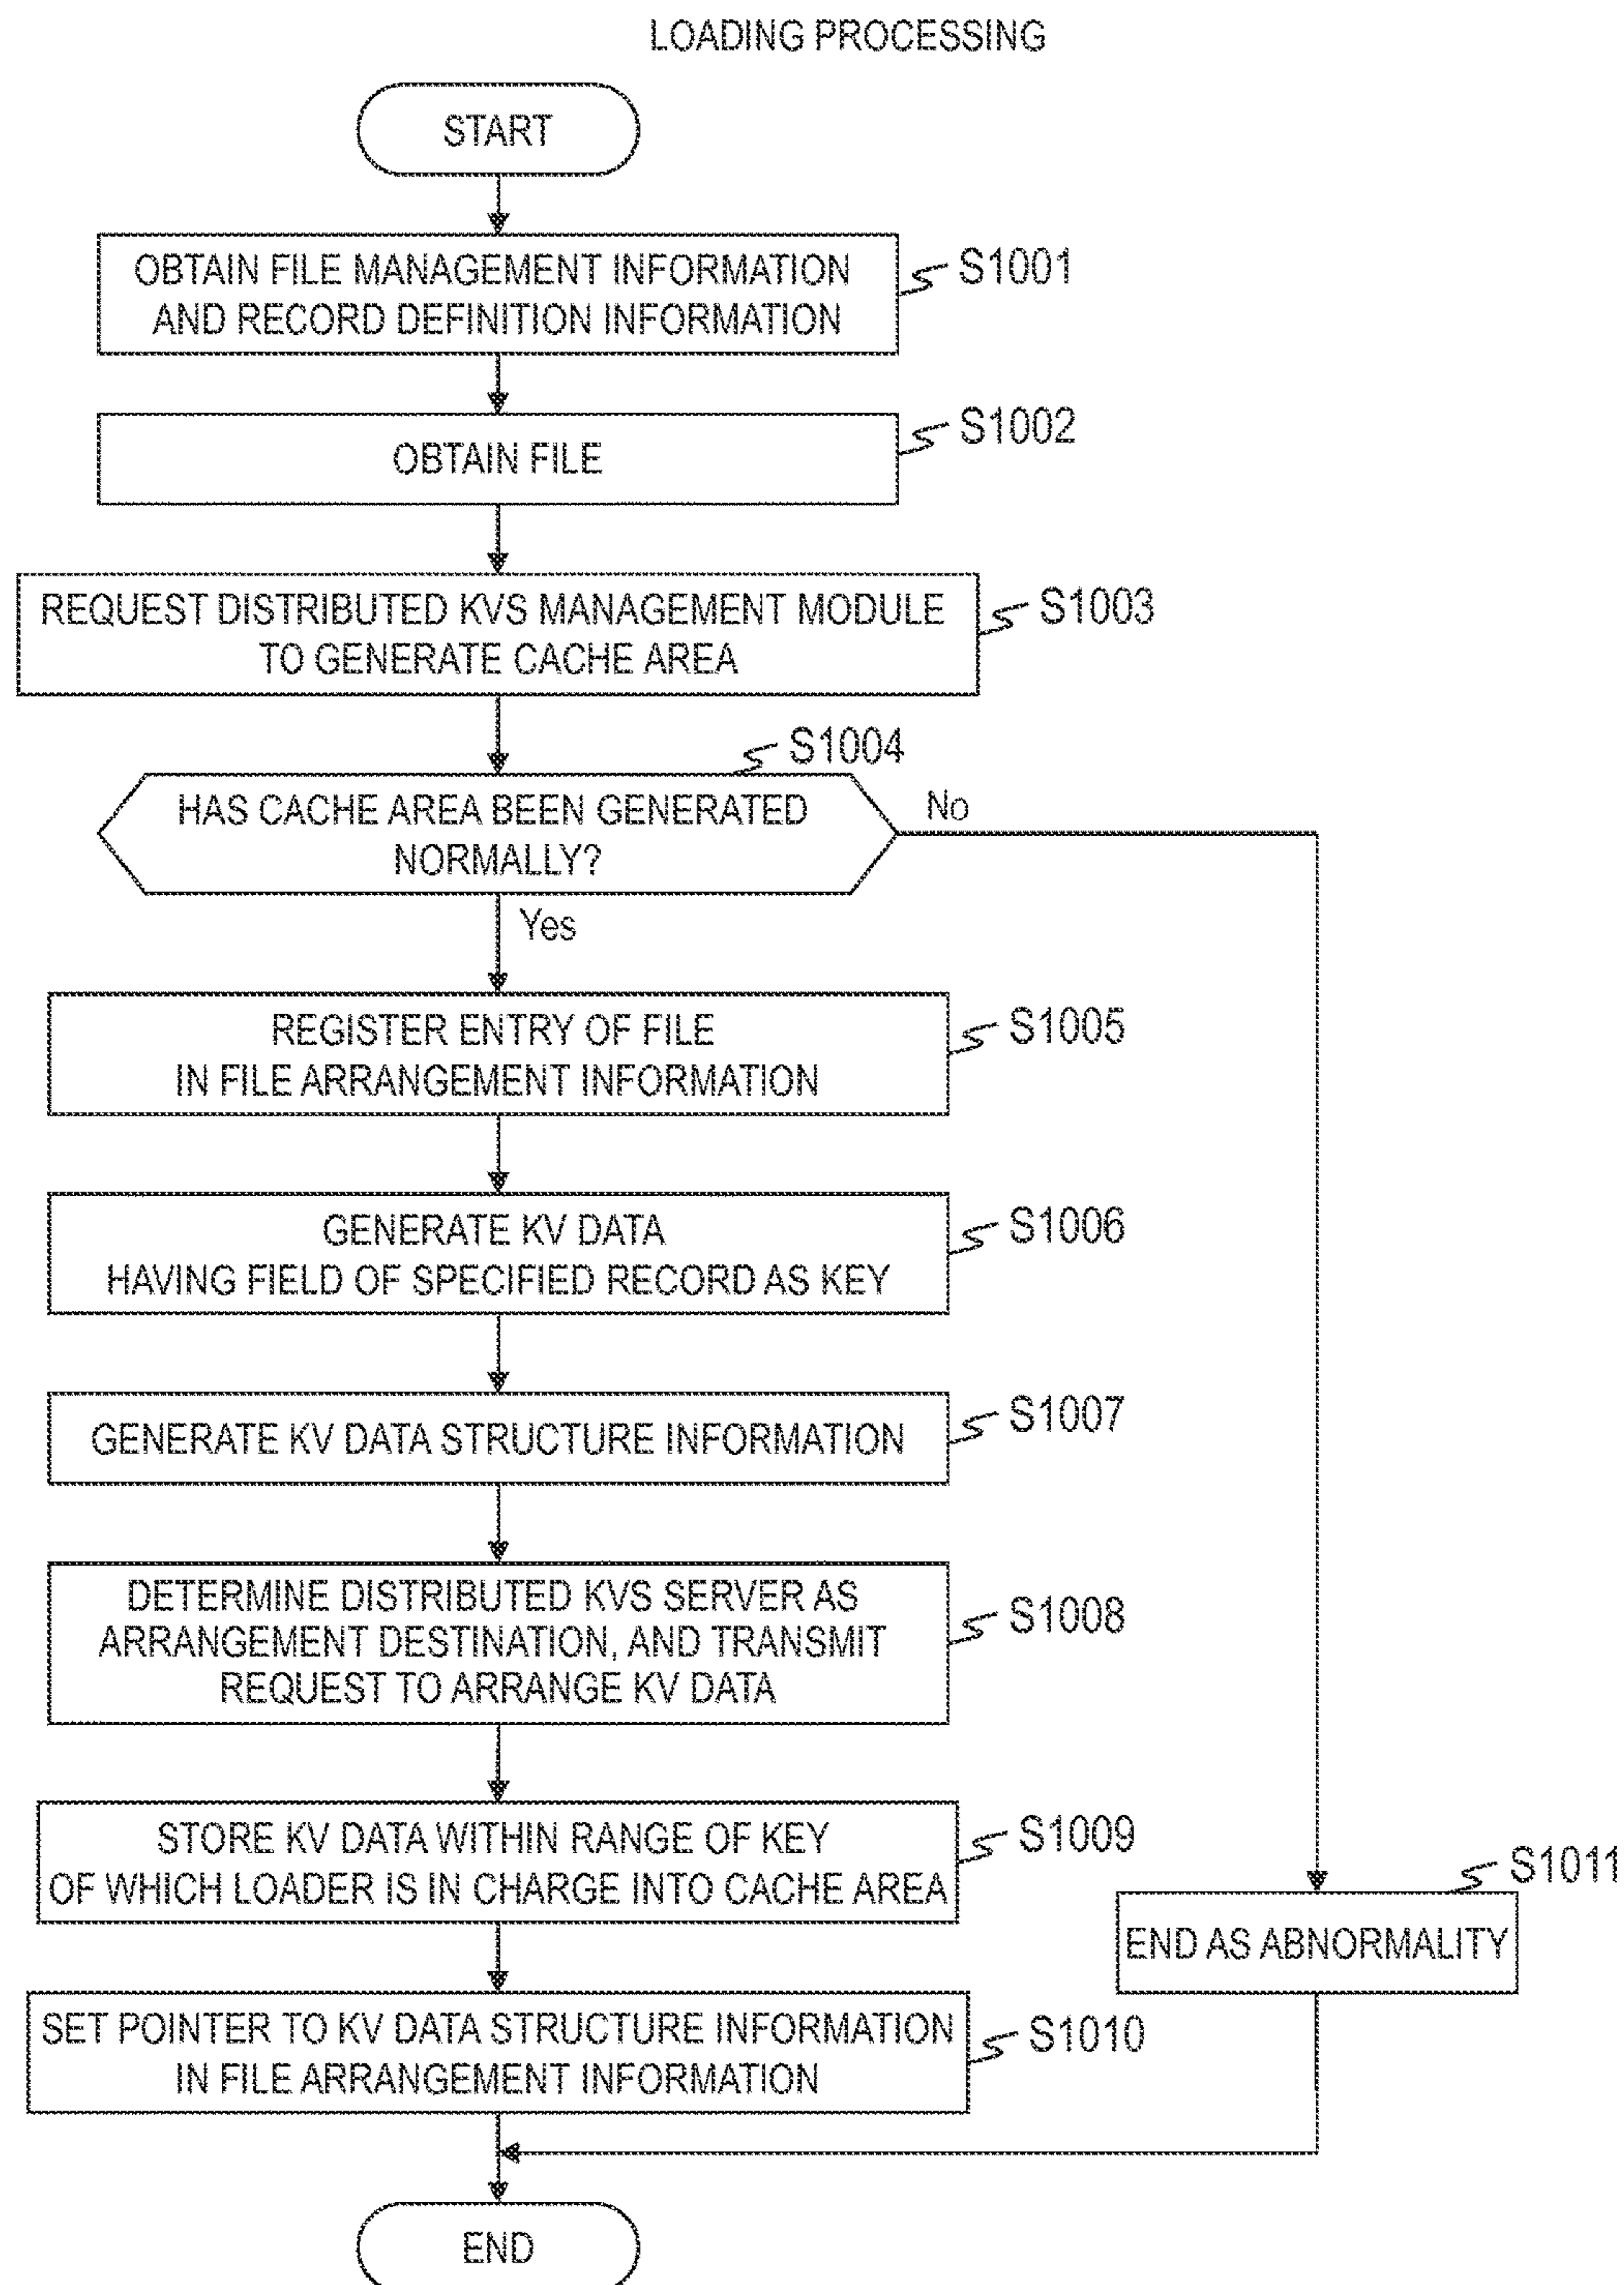 LOADING PROCESSING
START
OBTAIN FILE MANAGEMENT INFORMATION
AND RECORD DEFINITION INFORMATION
S1001
OBTAIN FILE
S1002
REQUEST DISTRIBUTED KVS MANAGEMENT MODULE
TO GENERATE CACHE AREA
S1003
S1004
HAS CACHE AREA BEEN GENERATED
NORMALLY?
No
Yes
REGISTER ENTRY OF FILE
IN FILE ARRANGEMENT INFORMATION
S1005
GENERATE KV DATA
HAVING FIELD OF SPECIFIED RECORD AS KEY
S1006
GENERATE KV DATA STRUCTURE INFORMATION
S1007
DETERMINE DISTRIBUTED KVS SERVER AS
ARRANGEMENT DESTINATION, AND TRANSMIT
REQUEST TO ARRANGE KV DATA
S1008
STORE KV DATA WITHIN RANGE OF KEY
OF WHICH LOADER IS IN CHARGE INTO CACHE AREA
S1009
S1011
END AS ABNORMALITY
SET POINTER TO KV DATA STRUCTURE INFORMATION
IN FILE ARRANGEMENT INFORMATION
S1010
END